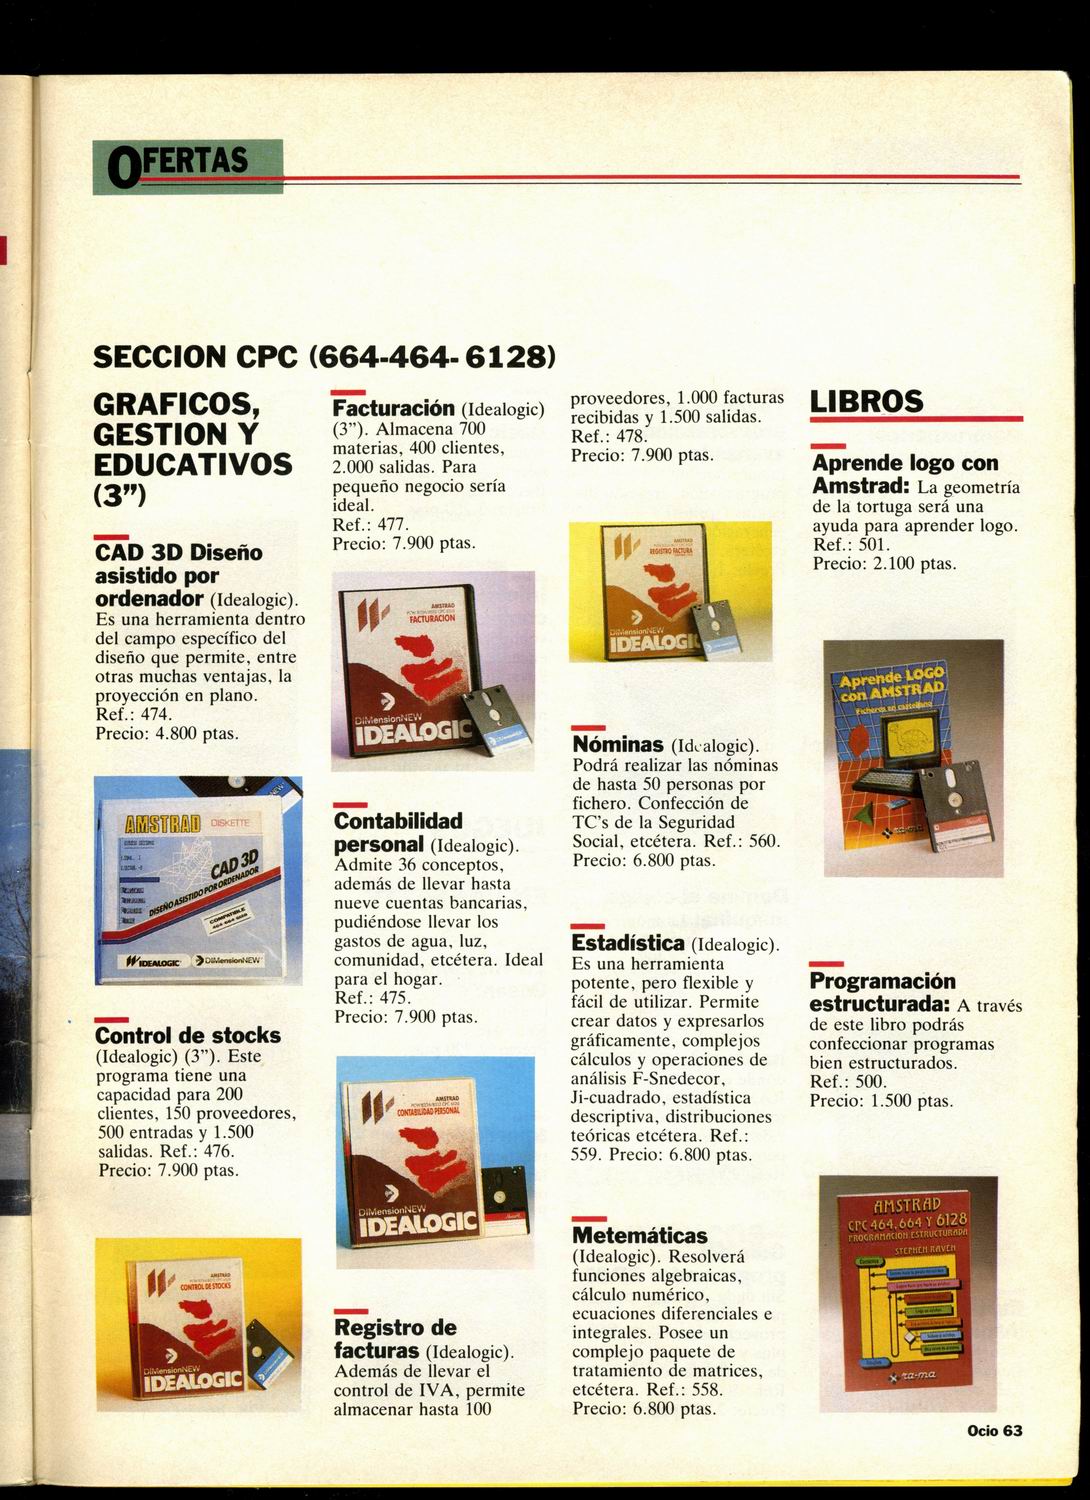 OFERTAS
SECCION CPC (664-464-6128)
GRAFICOS,
GESTION Y
EDUCATIVOS
(3”)
CAD 3D Diseño
asistido por
ordenador (Idealogic).
Es una herramienta dentro
del campo específico del
diseño que permite, entre
otras muchas ventajas, la
proyección en plano.
Ref.: 474.
Precio: 4.800 ptas.
AMSTRAD DISKETTE
CAD 3D
DISEÑO ASISTIDO POR ORDENADOR
COMPATIBLE
464 664 6128
IDEALOGIC DIMensionNEW
Control de stocks
(Idealogic) (3”). Este
programa tiene una
capacidad para 200
clientes, 150 proveedores,
500 entradas y 1.500
salidas. Ref.: 476.
Precio: 7.900 ptas.
AMSTRAD
CONTROL DE STOCKS
DIMensionNEW
IDEALOGIC
Facturación (Idealogic)
(3”). Almacena 700
materias, 400 clientes,
2.000 salidas. Para
pequeño negocio sería
ideal.
Ref.: 477.
Precio: 7.900 ptas.
AMSTRAD
FACTURACION
DIMensionNEW
IDEALOGIC
Contabilidad
personal (Idealogic).
Admite 36 conceptos,
además de llevar hasta
nueve cuentas bancarias,
pudiéndose llevar los
gastos de agua, luz,
comunidad, etcétera. Ideal
para el hogar.
Ref.: 475.
Precio: 7.900 ptas.
AMSTRAD
CONTABILIDAD PERSONAL
DIMensionNEW
IDEALOGIC
Registro de
facturas (Idealogic).
Además de llevar el
control de IVA, permite
almacenar hasta 100
proveedores, 1.000 facturas
recibidas y 1.500 salidas.
Ref.: 478.
Precio: 7.900 ptas.
AMSTRAD
REGISTRO FACTURA
DIMensionNEW
IDEALOGIC
Nóminas (Idealogic).
Podrá realizar las nóminas
de hasta 50 personas por
fichero. Confección de
TC's de la Seguridad
Social, etcétera. Ref.: 560.
Precio: 6.800 ptas.
Estadística (Idealogic).
Es una herramienta
potente, pero flexible y
fácil de utilizar. Permite
crear datos y expresarlos
gráficamente, complejos
cálculos y operaciones de
análisis F-Snedecor,
Ji-cuadrado, estadística
descriptiva, distribuciones
teóricas etcétera. Ref.:
559. Precio: 6.800 ptas.
Metemáticas
(Idealogic). Resolverá
funciones algebraicas,
cálculo numérico,
ecuaciones diferenciales e
integrales. Posee un
complejo paquete de
tratamiento de matrices,
etcétera. Ref.: 558.
Precio: 6.800 ptas.
LIBROS
Aprende logo con
Amstrad: La geometría
de la tortuga será una
ayuda para aprender logo.
Ref.: 501.
Precio: 2.100 ptas.
Aprende LOGO
con AMSTRAD
Ficheros en castellano
ra-ma
Programación
estructurada: A través
de este libro podrás
confeccionar programas
bien estructurados.
Ref.: 500.
Precio: 1.500 ptas.
AMSTRAD
CPC 464, 664 Y 6128
PROGRAMACION ESTRUCTURADA
STEPHEN RAVEN
ra-ma
Ocio 63